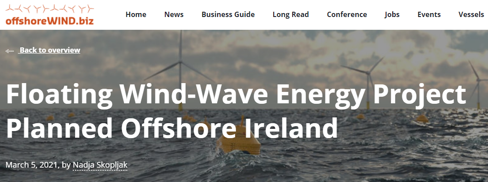 offshoreWIND.biz
Home News Business Guide Long Read Conference Jobs Events Vessels
← Back to overview
Floating Wind-Wave Energy Project
Planned Offshore Ireland
March 5, 2021, by Nadja Skopljak